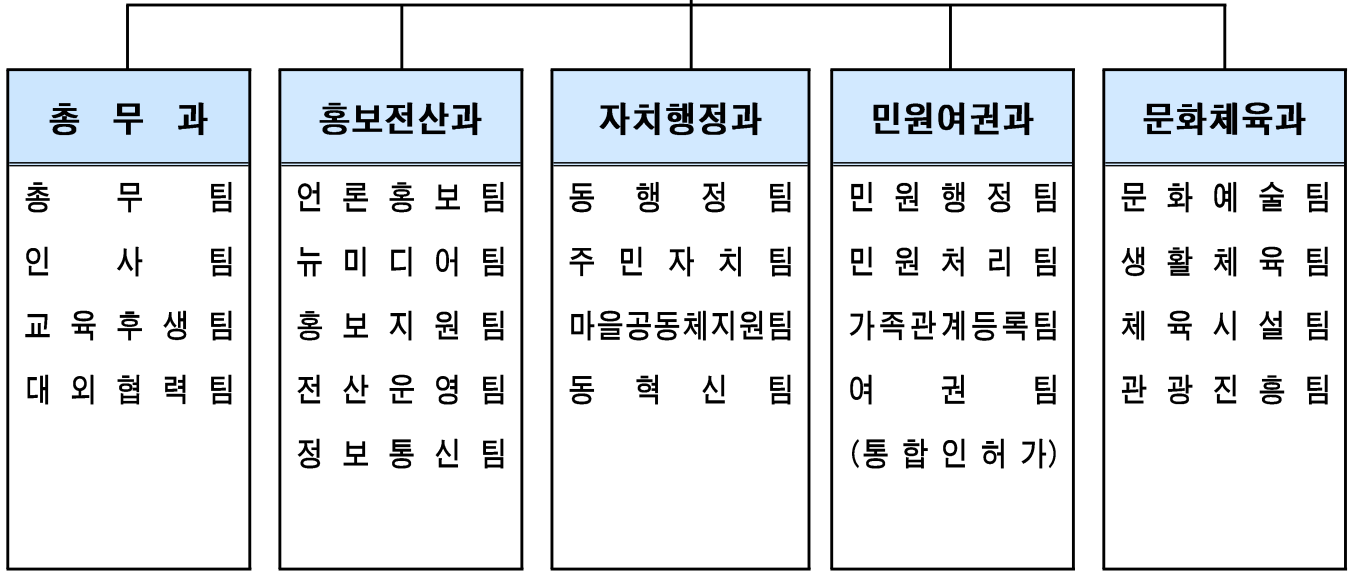 총 무 과
총 무 팀
인 사 팀
교 육 후 생 팀
대 외 협 력 팀
홍보전산과
언 론 홍 보 팀
뉴 미 디 어 팀
홍 보 지 원 팀
전 산 운 영 팀
정 보 통 신 팀
자치행정과
동 행 정 팀
주 민 자 치 팀
마을공동체지원팀
동 혁 신 팀
민원여권과
민 원 행 정 팀
민 원 처 리 팀
가족관계등록팀
여 권 팀
(통 합 인 허 가)
문화체육과
문 화 예 술 팀
생 활 체 육 팀
체 육 시 설 팀
관 광 진 흥 팀